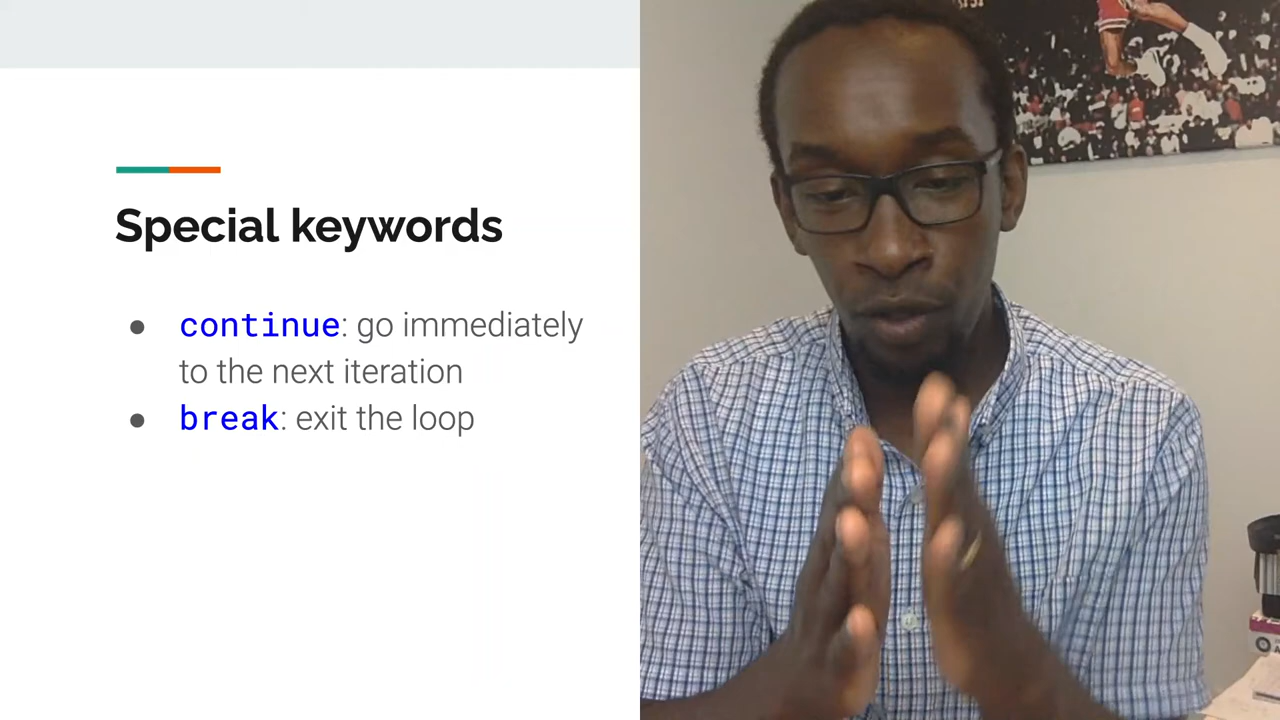 Special keywords
● continue: go immediately
to the next iteration
● break: exit the loop